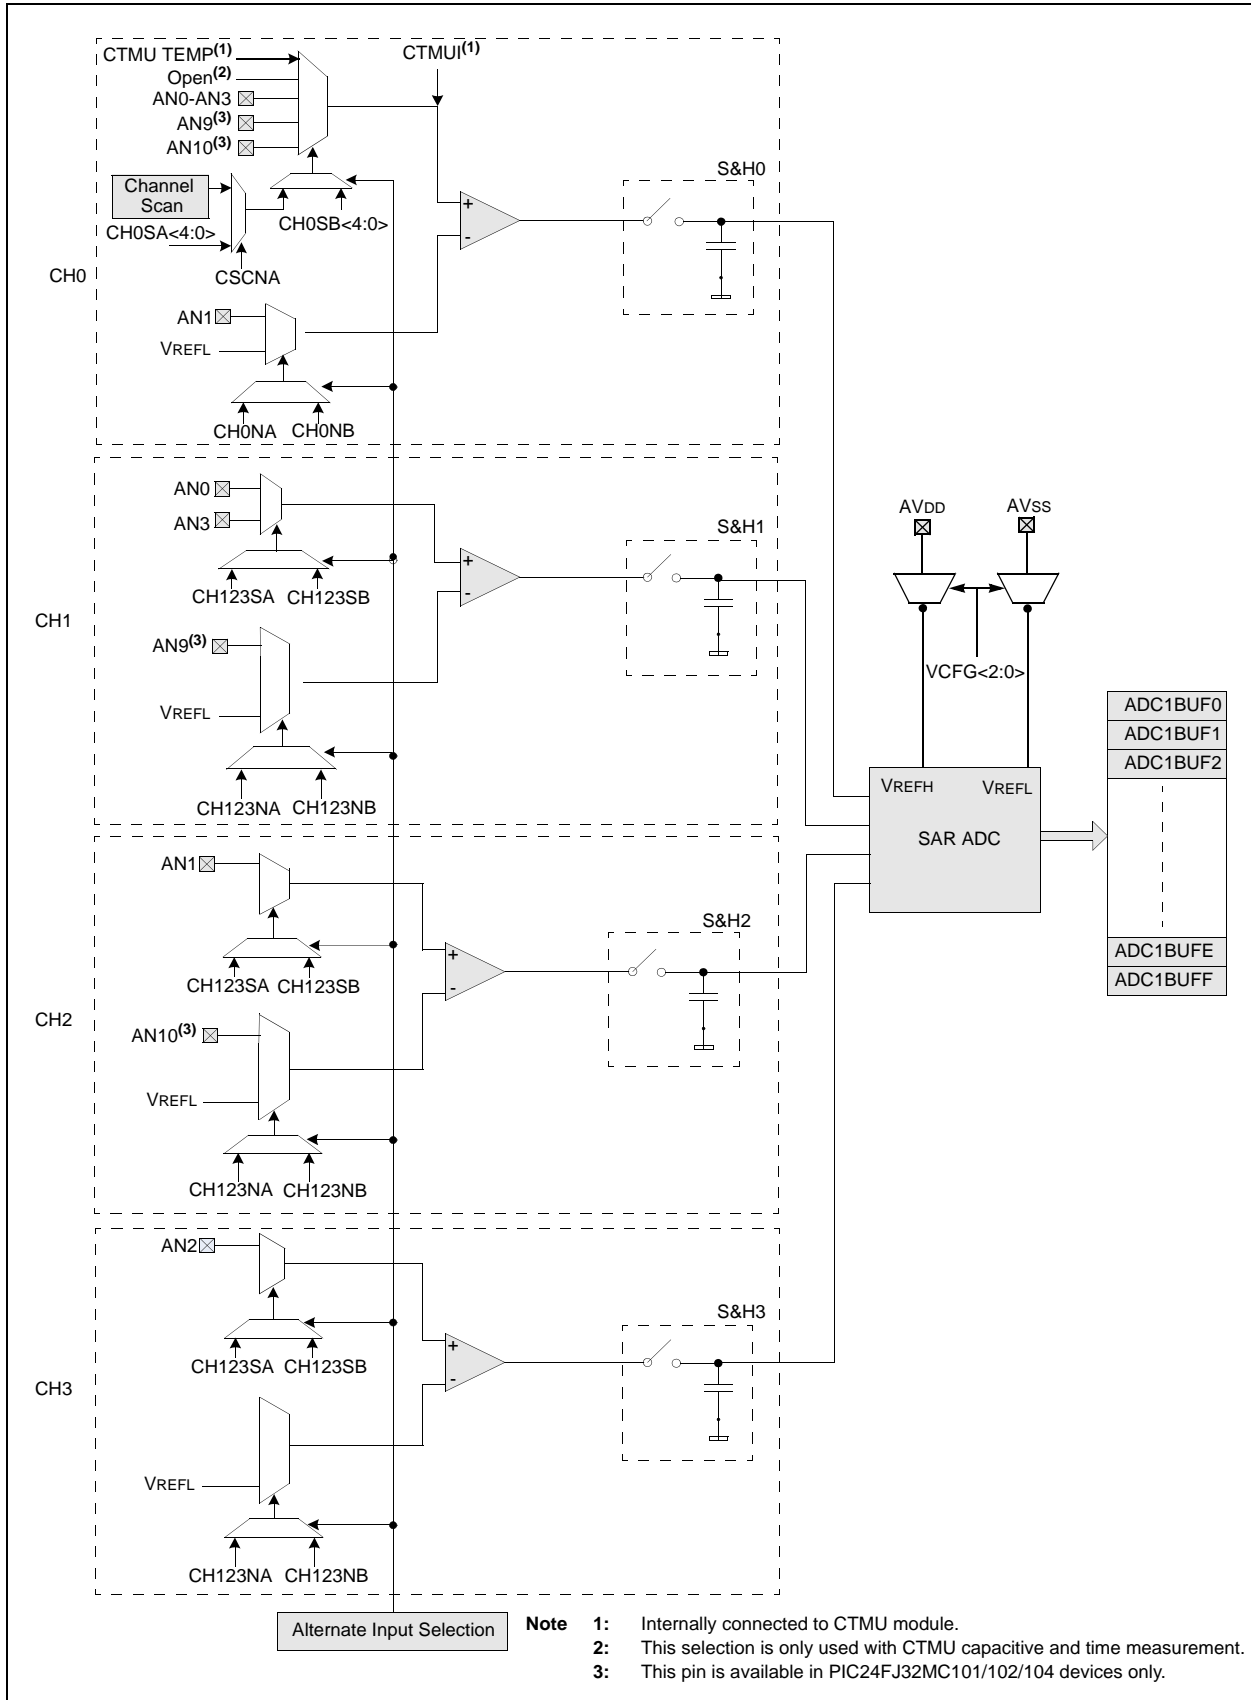 CTMU TEMP(1)
CTMUI(1)
Open(2)
AN0-AN3
AN9(3)
AN10(3)
Channel
Scan
CH0SA<4:0>
CH0SB<4:0>
CSCNA
S&H0
+
-
CH0
AN1
VREFL
CH0NA
CH0NB
AN0
AN3
CH123SA
CH123SB
S&H1
+
-
CH1
AN9(3)
VREFL
CH123NA
CH123NB
AVDD
AVSS
VCFG<2:0>
VREFH
VREFL
SAR ADC
ADC1BUF0
ADC1BUF1
ADC1BUF2
ADC1BUFE
ADC1BUFF
AN1
CH123SA
CH123SB
S&H2
+
-
CH2
AN10(3)
VREFL
CH123NA
CH123NB
AN2
CH123SA
CH123SB
S&H3
+
-
CH3
VREFL
CH123NA
CH123NB
Alternate Input Selection
Note 1: Internally connected to CTMU module.
2: This selection is only used with CTMU capacitive and time measurement.
3: This pin is available in PIC24FJ32MC101/102/104 devices only.